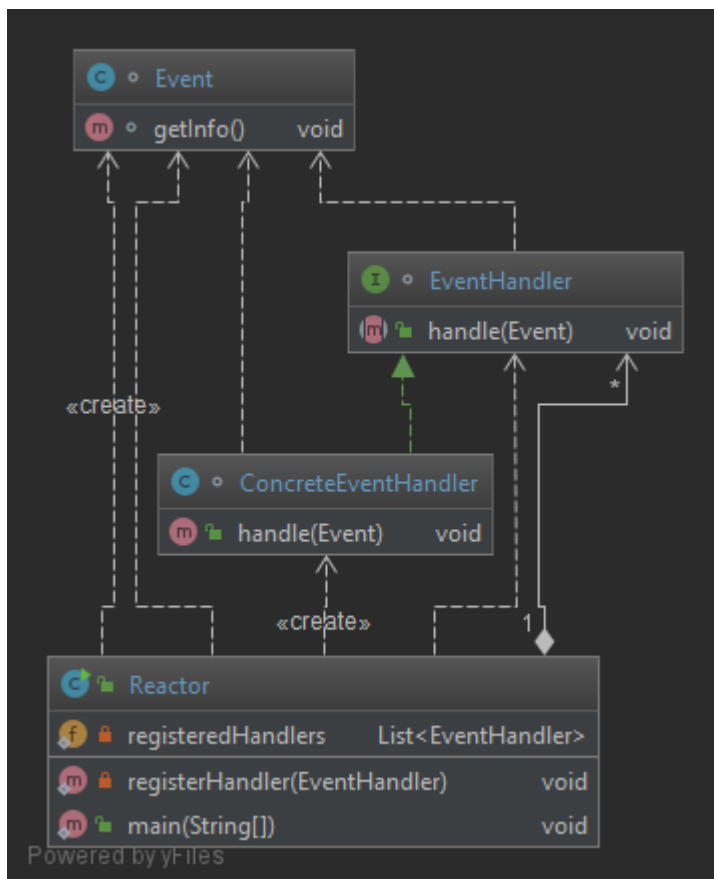 Event
getInfo() void
EventHandler
handle(Event) void
*
«create»
ConcreteEventHandler
handle(Event) void
«create»
1
Reactor
registeredHandlers List<EventHandler>
registerHandler(EventHandler) void
main(String[]) void
Powered by yFiles